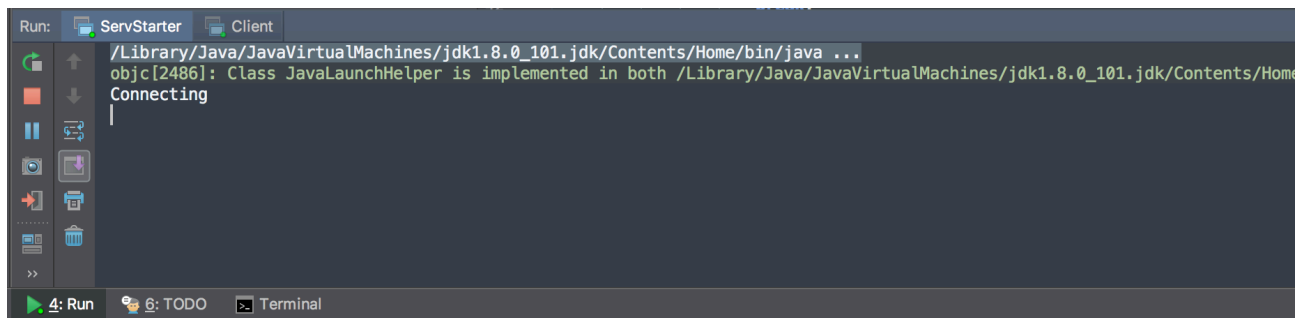 Run: ServStarter Client
/Library/Java/JavaVirtualMachines/jdk1.8.0_101.jdk/Contents/Home/bin/java ...
objc[2486]: Class JavaLaunchHelper is implemented in both /Library/Java/JavaVirtualMachines/jdk1.8.0_101.jdk/Contents/Home
Connecting
>>
4: Run 6: TODO Terminal